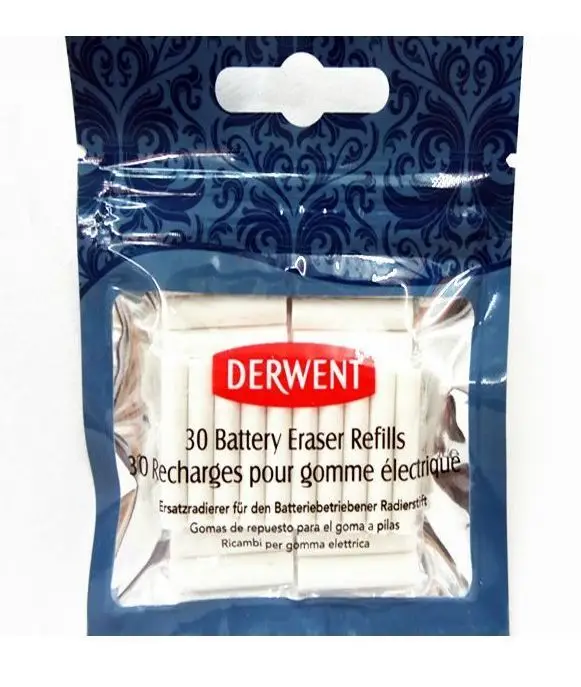 DERWENT
30 Battery Eraser Refills
30 Recharges pour gomme électrique
Ersatzradierer für den Batteriebetriebener Radierstift
Gomas de repuesto para el goma a pilas
Ricambi per gomma elettrica